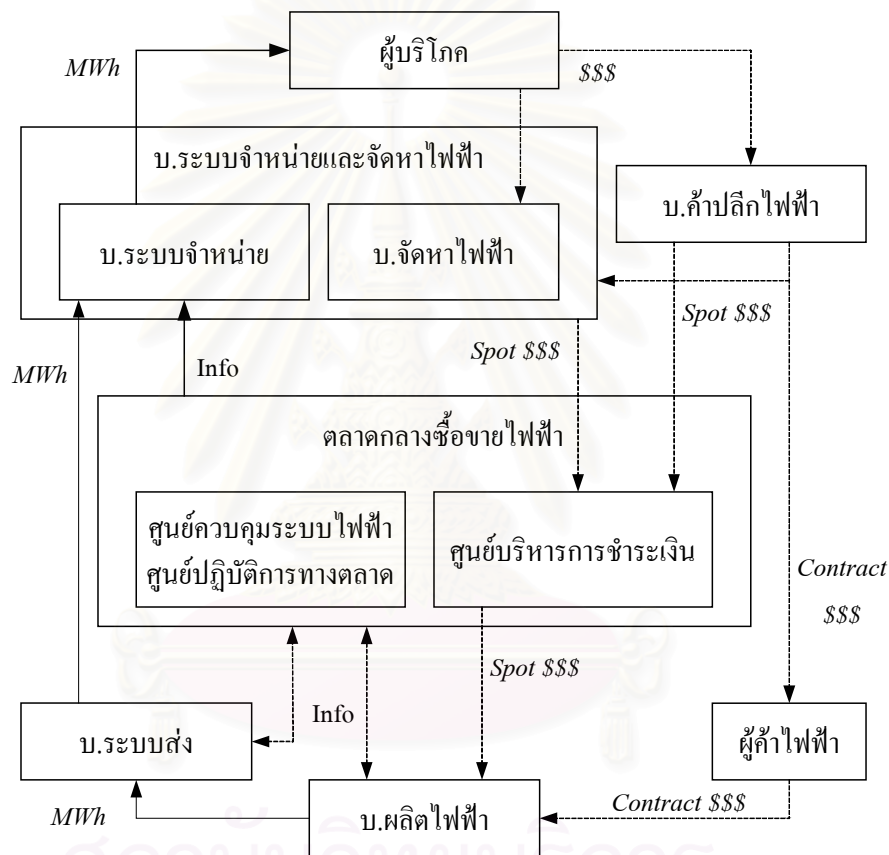 ผู้บริโภค
MWh
$$$
บ.ระบบจำหน่ายและจัดหาไฟฟ้า
บ.ค้าปลีกไฟฟ้า
บ.ระบบจำหน่าย
บ.จัดหาไฟฟ้า
Spot $$$
Spot $$$
MWh
Info
ตลาดกลางซื้อขายไฟฟ้า
ศูนย์ควบคุมระบบไฟฟ้า
ศูนย์ปฏิบัติการทางตลาด
ศูนย์บริหารการชำระเงิน
Contract
$$$
Spot $$$
Info
บ.ระบบส่ง
ผู้ค้าไฟฟ้า
MWh
บ.ผลิตไฟฟ้า
Contract $$$